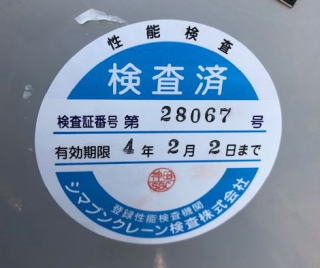 性能検査
検査済
検査証番号 第 28067 号
有効期限 4年 2月 2日まで
登録性能検査機関
シマブンクレーン検査株式会社